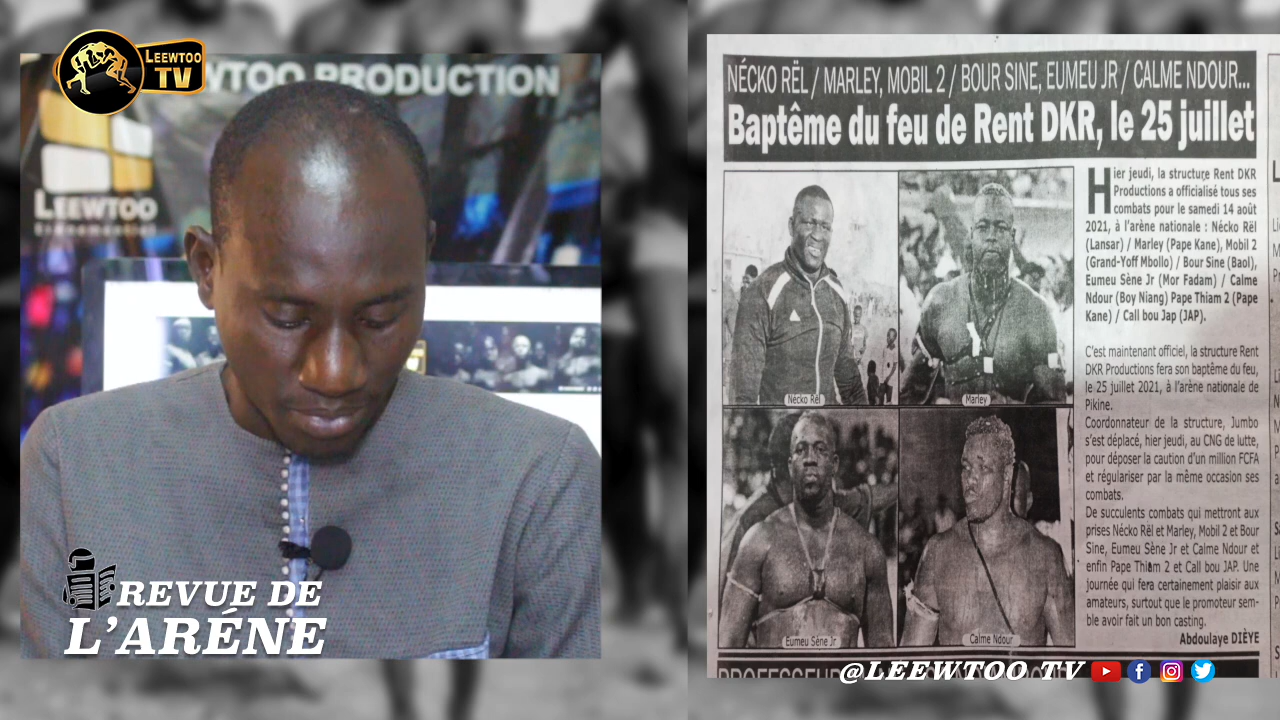 LEEWTOO
TV
WTOO PRODUCTION
LEEWTOO
REVUE DE
L'ARÉNE
NÉCKO RËL / MARLEY, MOBIL 2 / BOUR SINE, EUMEU JR / CALME NDOUR...
Baptême du feu de Rent DKR, le 25 juillet
Hier jeudi, la structure Rent DKR
Productions a officialisé tous ses
combats pour le samedi 14 août
2021, à l'arène nationale : Nécko Rël
(Lansar) / Marley (Pape Kane), Mobil 2
(Grand-Yoff Mbollo) / Bour Sine (Baol),
Eumeu Sène Jr (Mor Fadam) / Calme
Ndour (Boy Niang) Pape Thiam 2 (Pape
Kane) / Call bou Jap (JAP).
C'est maintenant officiel, la structure Rent
DKR Productions fera son baptême du feu,
le 25 juillet 2021, à l'arène nationale de
Pikine.
Coordonnateur de la structure, Jumbo
s'est déplacé, hier jeudi, au CNG de lutte,
pour déposer la caution d'un million FCFA
et régulariser par la même occasion ses
combats.
De succulents combats qui mettront aux
prises Nécko Rël et Marley, Mobil 2 et Bour
Sine, Eumeu Sène Jr et Calme Ndour et
enfin Pape Thiam 2 et Call bou JAP. Une
journée qui fera certainement plaisir aux
amateurs, surtout que le promoteur sem-
ble avoir fait un bon casting.
Abdoulaye DIÈYE
Nécko Rël
Marley
Eumeu Sène Jr
Calme Ndour
PROFESSEUR
@LEEWTOO TV